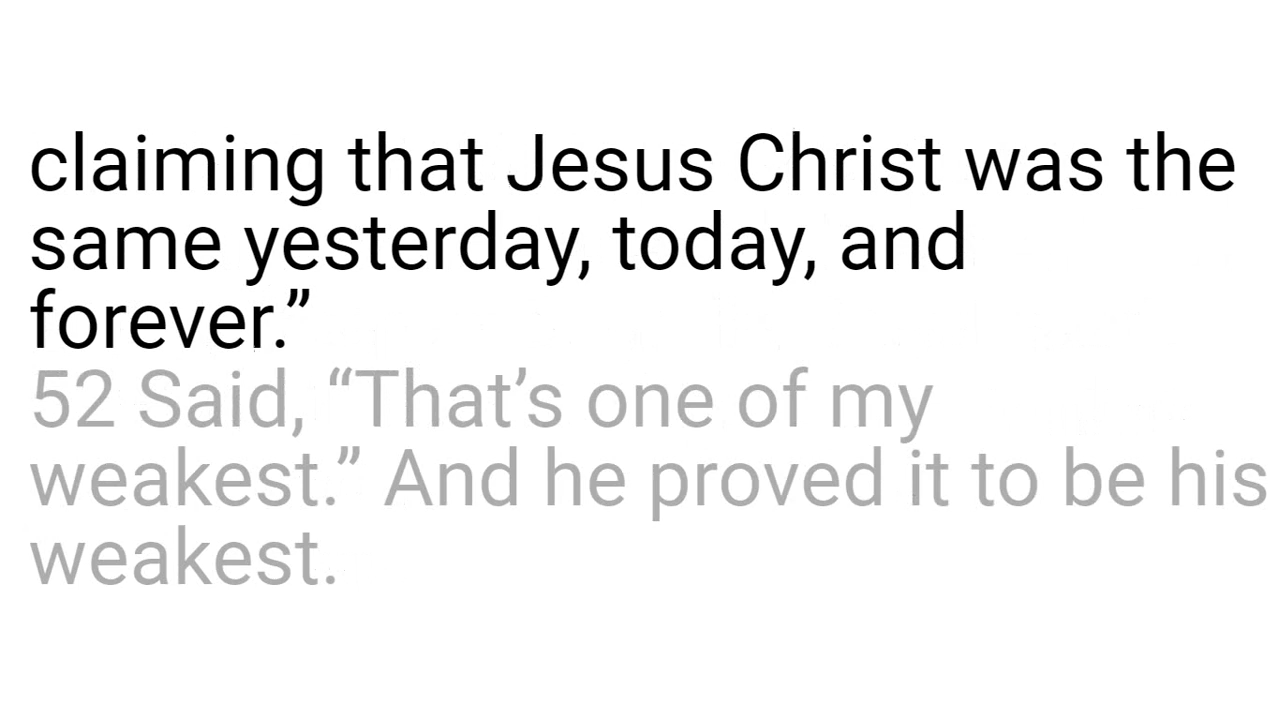 claiming that Jesus Christ was the
same yesterday, today, and
forever.”
52 Said, “That’s one of my
weakest.” And he proved it to be his
weakest.